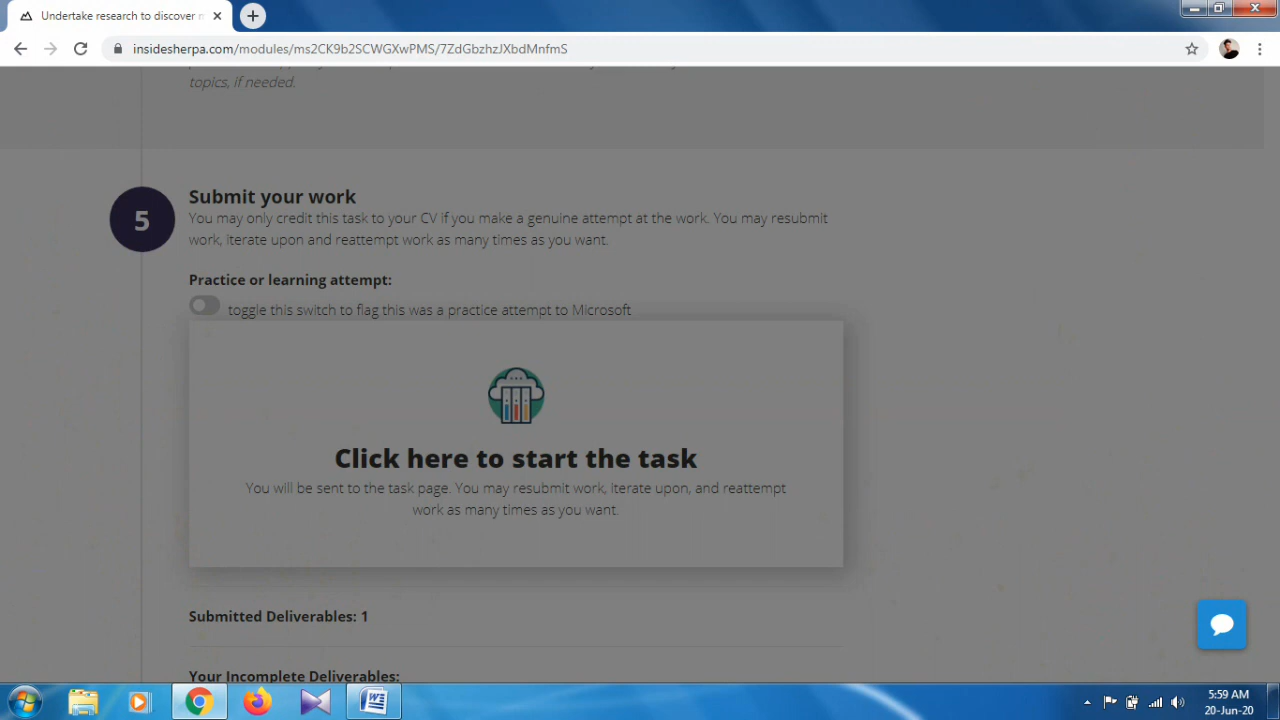 Undertake research to discover
insidesherpa.com/modules/ms2CK9b2SCWGXwPMS/7ZdGbzhzJXbdMnfmS
topics, if needed.
5
Submit your work
You may only credit this task to your CV if you make a genuine attempt at the work. You may resubmit
work, iterate upon and reattempt work as many times as you want.
Practice or learning attempt:
toggle this switch to flag this was a practice attempt to Microsoft
Click here to start the task
You will be sent to the task page. You may resubmit work, iterate upon, and reattempt
work as many times as you want.
Submitted Deliverables: 1
Your Incomplete Deliverables:
5:59 AM
20-Jun-20